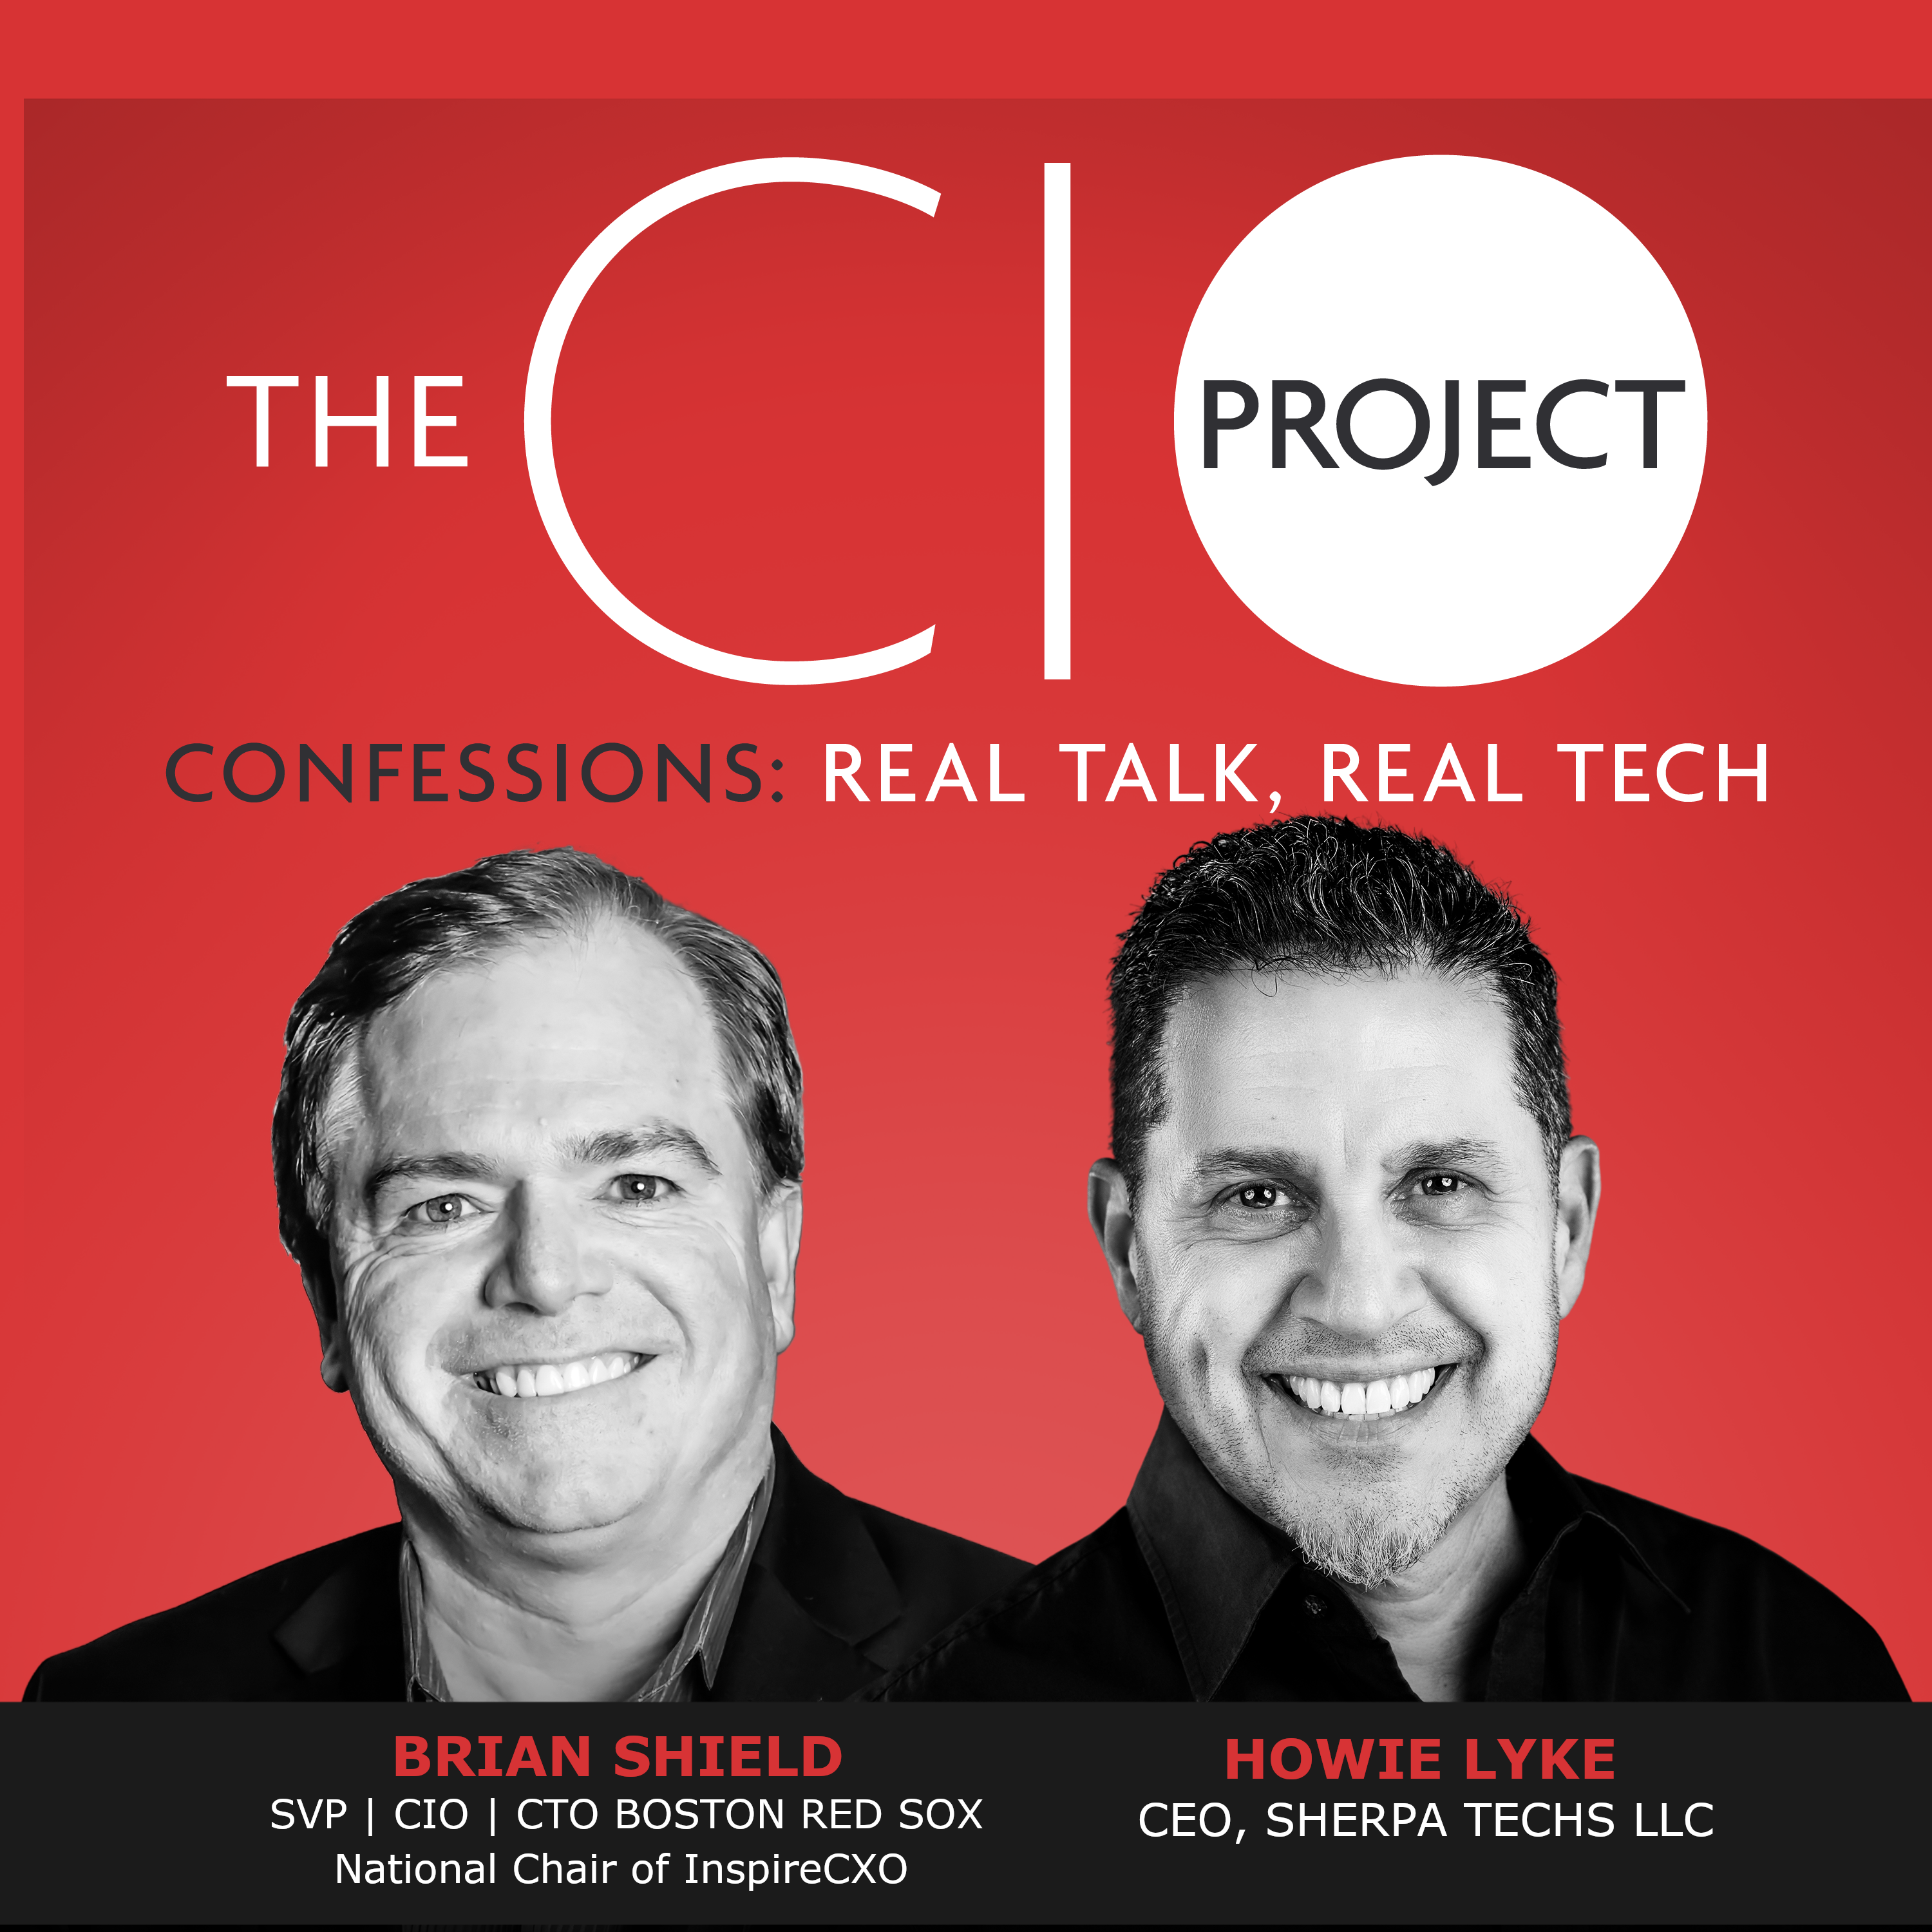 THE CIO PROJECT
CONFESSIONS: REAL TALK, REAL TECH
BRIAN SHIELD
SVP | CIO | CTO BOSTON RED SOX
National Chair of InspireCXO
HOWIE LYKE
CEO, SHERPA TECHS LLC